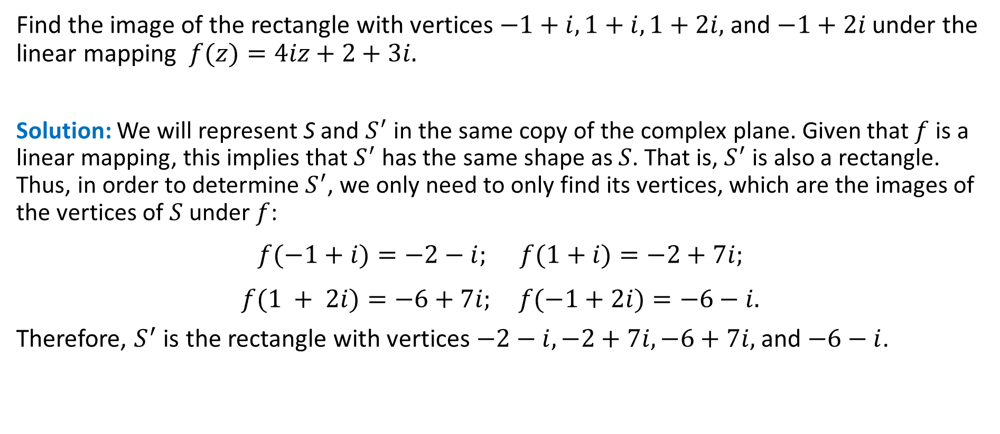 Find the image of the rectangle with vertices −1 + i, 1 + i, 1 + 2i, and −1 + 2i under the
linear mapping f(z) = 4iz + 2 + 3i.
Solution: We will represent S and S′ in the same copy of the complex plane. Given that f is a
linear mapping, this implies that S′ has the same shape as S. That is, S′ is also a rectangle.
Thus, in order to determine S′, we only need to only find its vertices, which are the images of
the vertices of S under f:
f(−1 + i) = −2 − i; f(1 + i) = −2 + 7i;
f(1 + 2i) = −6 + 7i; f(−1 + 2i) = −6 − i.
Therefore, S′ is the rectangle with vertices −2 − i, −2 + 7i, −6 + 7i, and −6 − i.